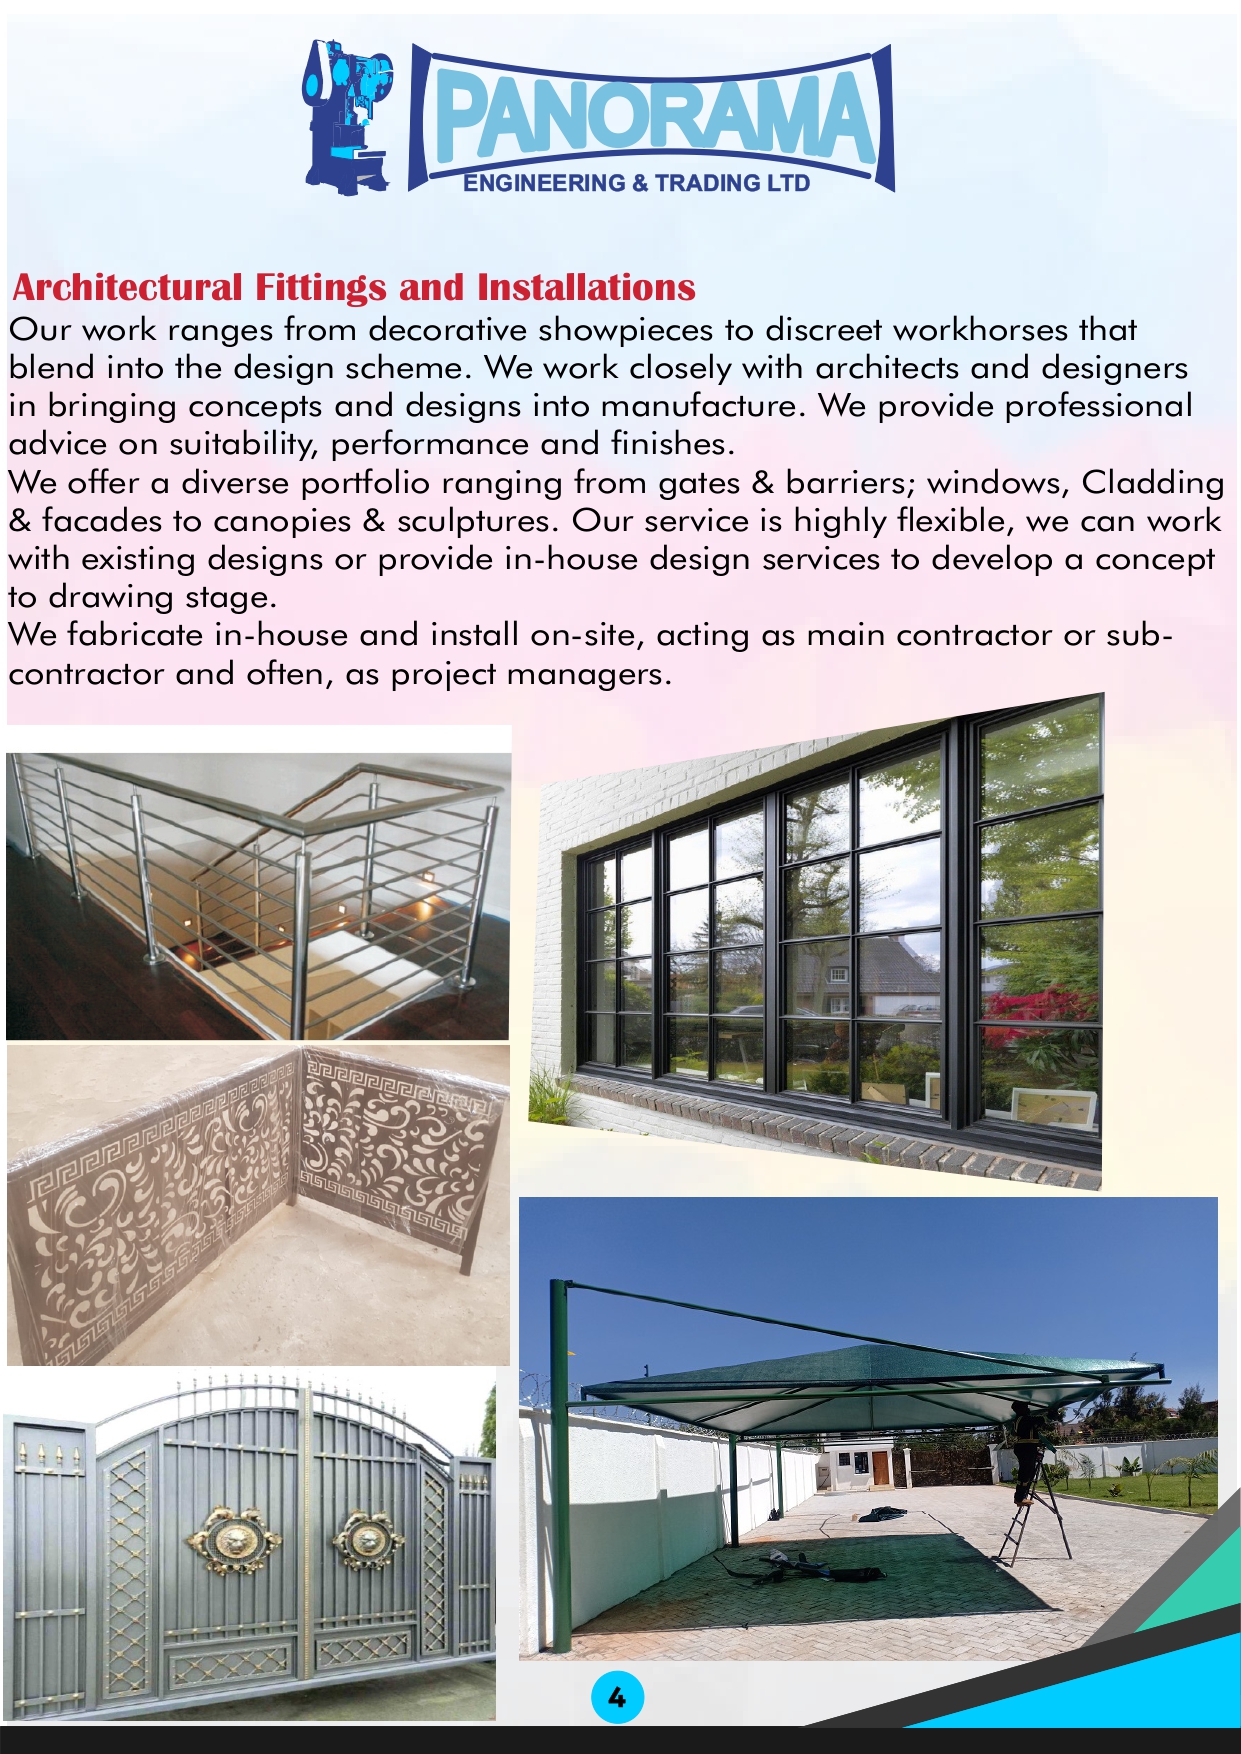 PANORAMA
ENGINEERING & TRADING LTD
Architectural Fittings and Installations
Our work ranges from decorative showpieces to discreet workhorses that
blend into the design scheme. We work closely with architects and designers
in bringing concepts and designs into manufacture. We provide professional
advice on suitability, performance and finishes.
We offer a diverse portfolio ranging from gates & barriers; windows, Cladding
& facades to canopies & sculptures. Our service is highly flexible, we can work
with existing designs or provide in-house design services to develop a concept
to drawing stage.
We fabricate in-house and install on-site, acting as main contractor or sub-
contractor and often, as project managers.
4